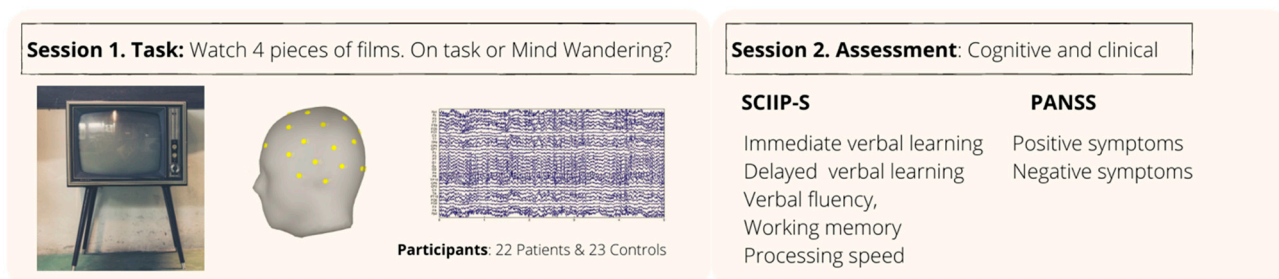 Session 1. Task: Watch 4 pieces of films. On task or Mind Wandering?
Participants: 22 Patients & 23 Controls
Session 2. Assessment: Cognitive and clinical
SCIIP-S
Immediate verbal learning
Delayed verbal learning
Verbal fluency,
Working memory
Processing speed
PANSS
Positive symptoms
Negative symptoms